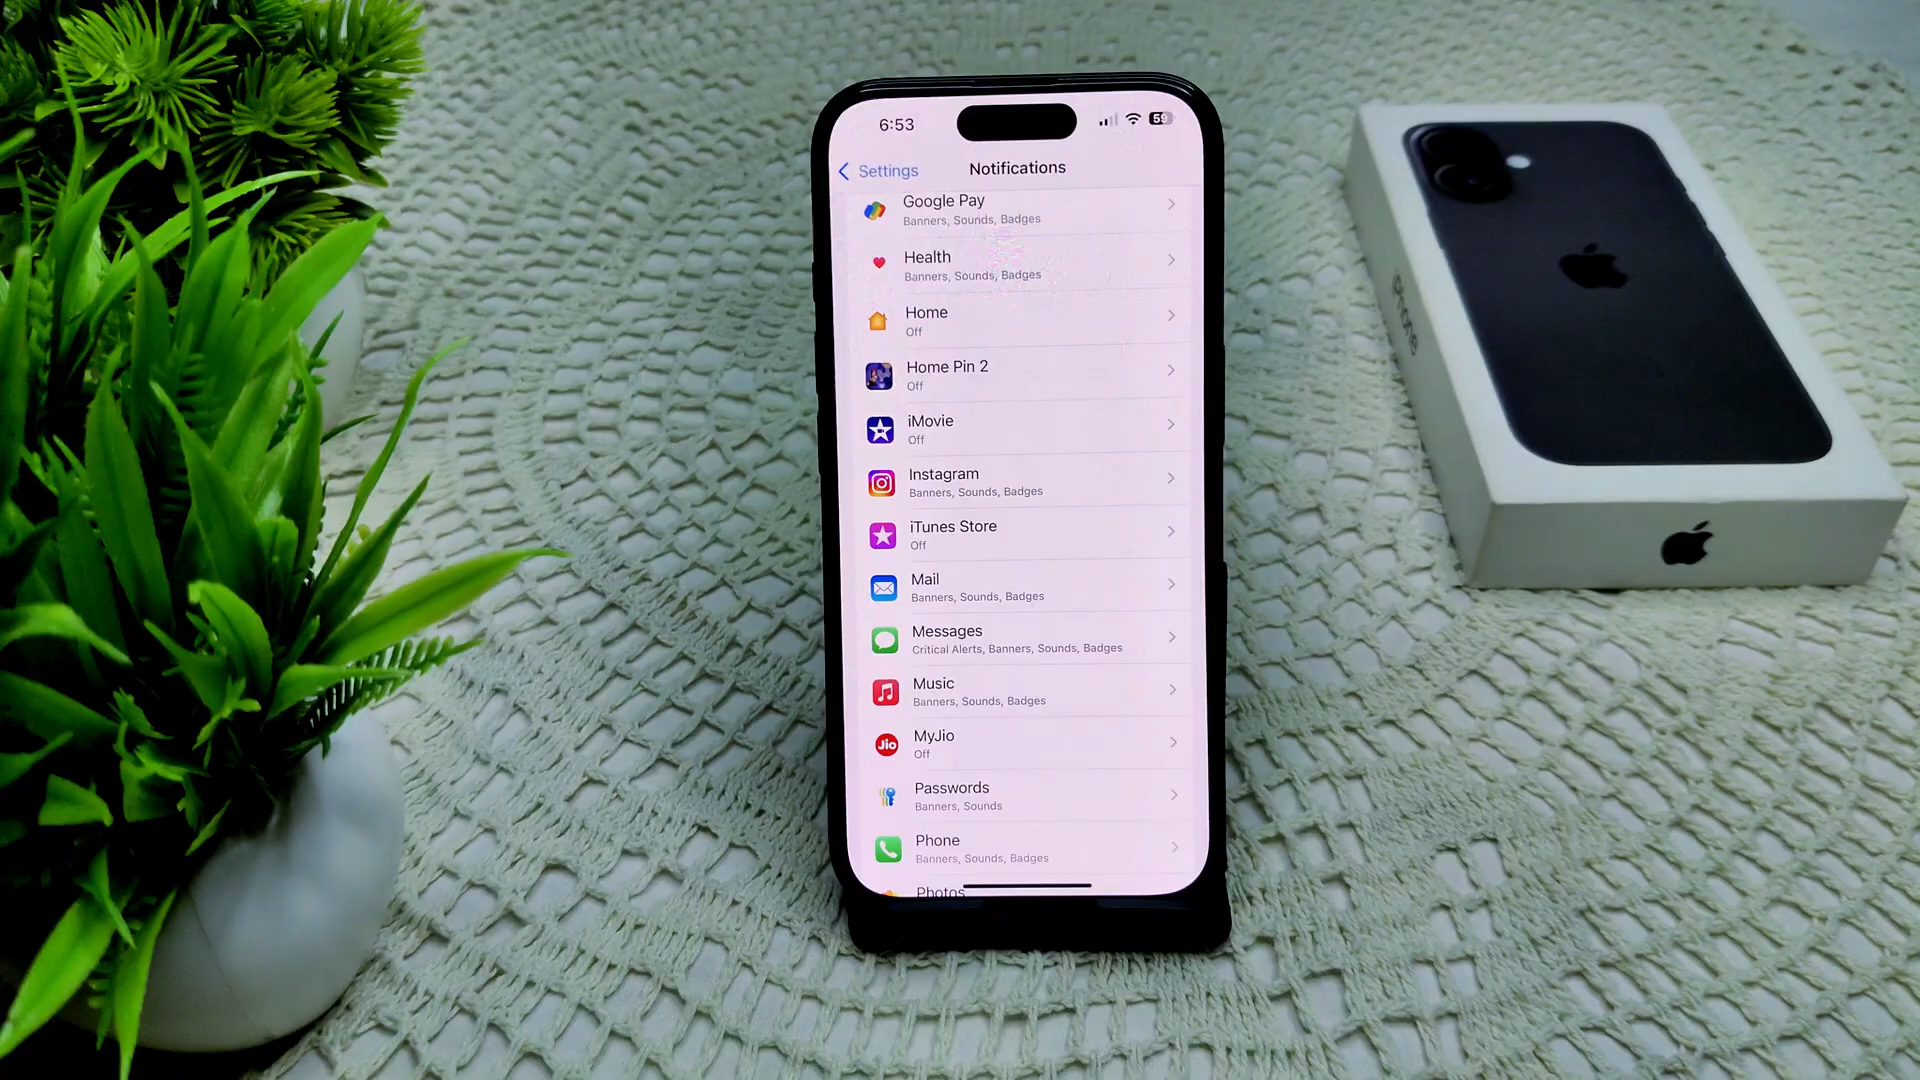 6:53
59
Settings
Notifications
Google Pay
Banners, Sounds, Badges
Health
Banners, Sounds, Badges
Home
Off
Home Pin 2
Off
iMovie
Off
Instagram
Banners, Sounds, Badges
iTunes Store
Off
Mail
Banners, Sounds, Badges
Messages
Critical Alerts, Banners, Sounds, Badges
Music
Banners, Sounds, Badges
Jio
MyJio
Off
Passwords
Banners, Sounds
Phone
Banners, Sounds, Badges
Photos
iPhone